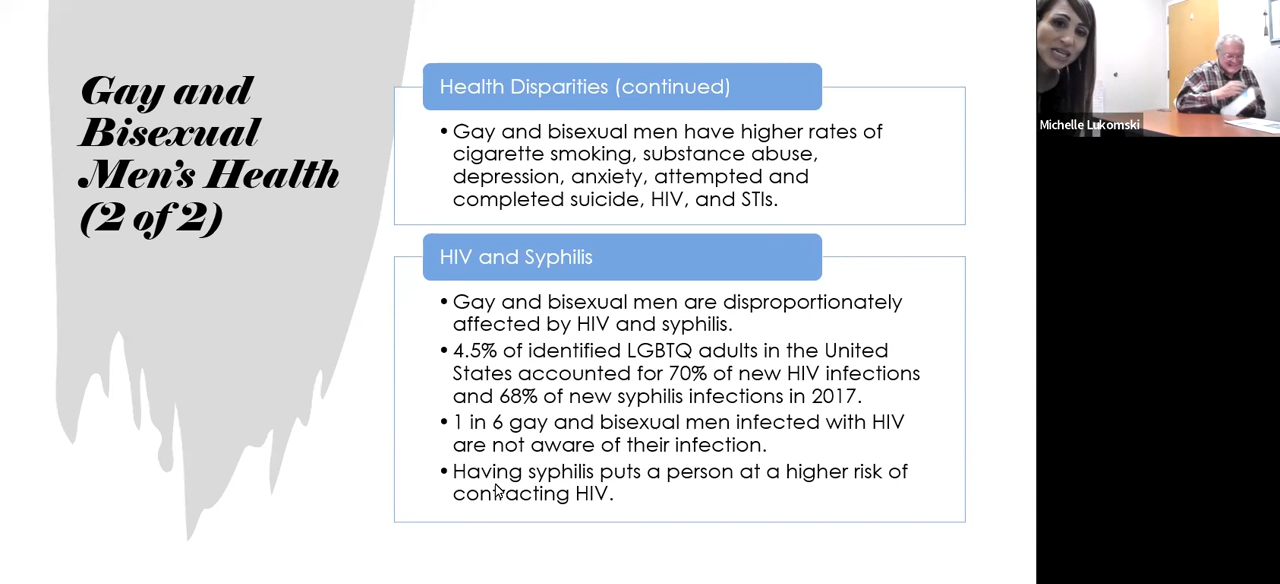 Gay and
Bisexual
Men's Health
(2 of 2)
Health Disparities (continued)
• Gay and bisexual men have higher rates of
cigarette smoking, substance abuse,
depression, anxiety, attempted and
completed suicide, HIV, and STIs.
HIV and Syphilis
• Gay and bisexual men are disproportionately
affected by HIV and syphilis.
• 4.5% of identified LGBTQ adults in the United
States accounted for 70% of new HIV infections
and 68% of new syphilis infections in 2017.
• 1 in 6 gay and bisexual men infected with HIV
are not aware of their infection.
• Having syphilis puts a person at a higher risk of
contracting HIV.
Michelle Lukomski